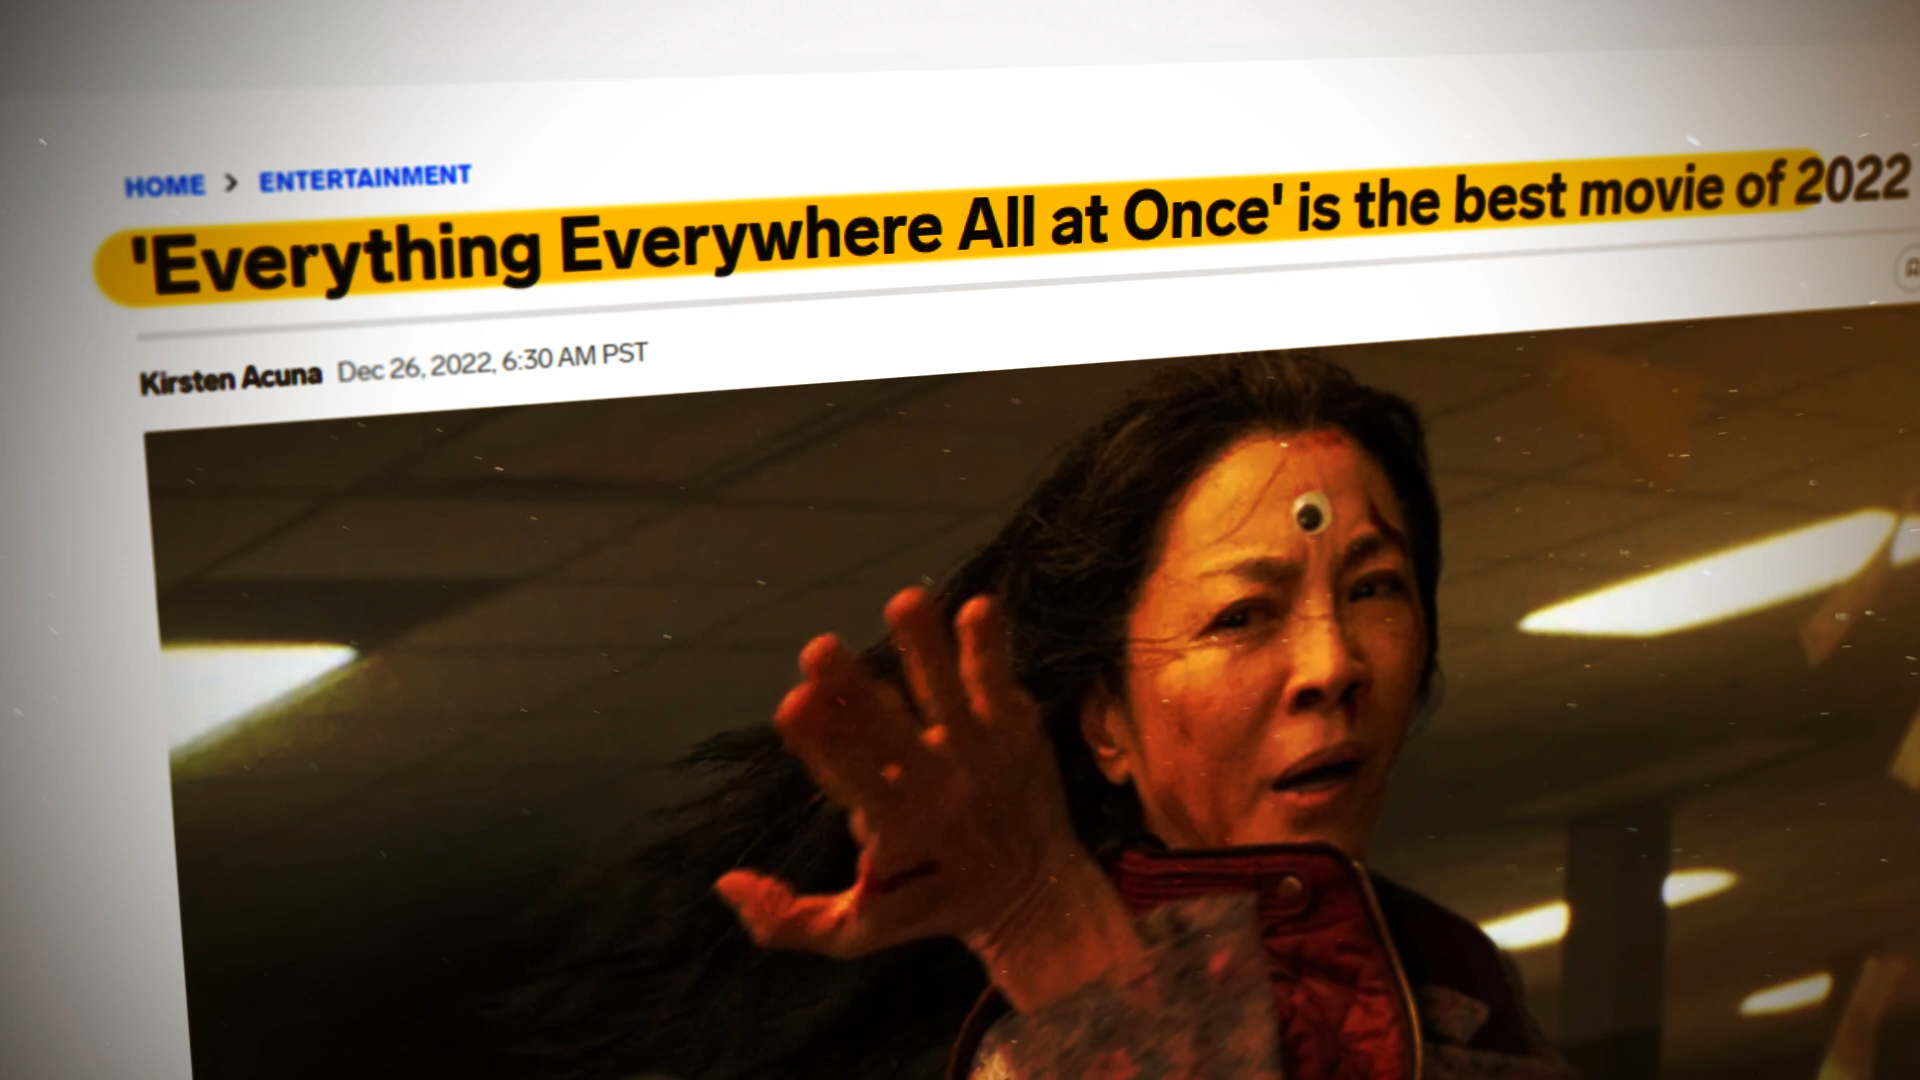 HOME > ENTERTAINMENT
'Everything Everywhere All at Once' is the best movie of 2022
Kirsten Acuna Dec 26, 2022, 6:30 AM PST